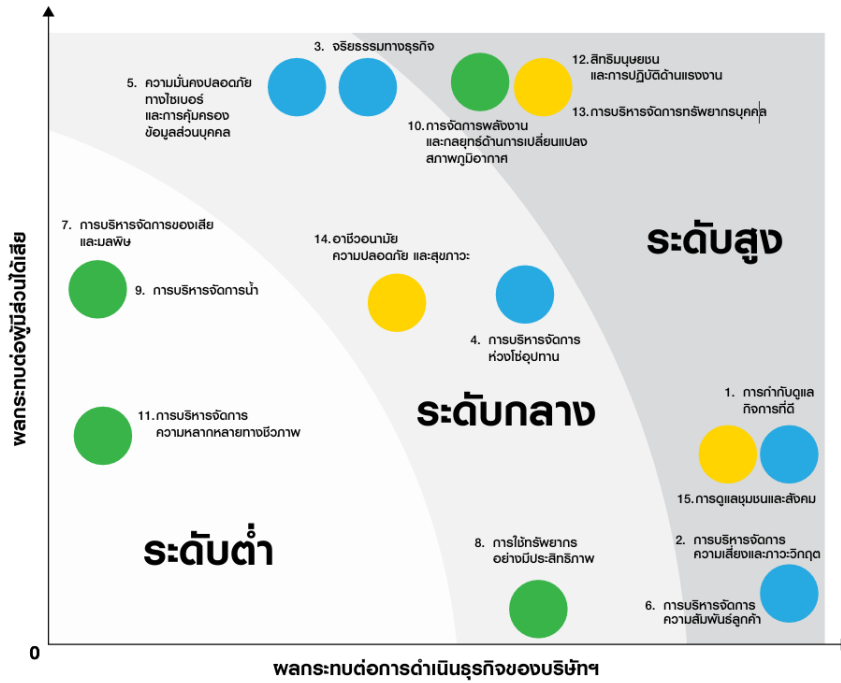 3. จริยธรรมทางธุรกิจ
5. ความมั่นคงปลอดภัย
ทางไซเบอร์
และการคุ้มครอง
ข้อมูลส่วนบุคคล
12. สิทธิมนุษยชน
และการปฏิบัติด้านแรงงาน
13. การบริหารจัดการทรัพยากรบุคคล
10. การจัดการพลังงาน
และกลยุทธ์ด้านการเปลี่ยนแปลง
สภาพภูมิอากาศ
7. การบริหารจัดการของเสีย
และมลพิษ
9. การบริหารจัดการน้ำ
14. อาชีวอนามัย
ความปลอดภัย และสุขภาวะ
ระดับสูง
4. การบริหารจัดการ
ห่วงโซ่อุปทาน
11. การบริหารจัดการ
ความหลากหลายทางชีวภาพ
ระดับกลาง
1. การกำกับดูแล
กิจการที่ดี
15. การดูแลชุมชนและสังคม
ระดับต่ำ
8. การใช้ทรัพยากร
อย่างมีประสิทธิภาพ
2. การบริหารจัดการ
ความเสี่ยงและภาวะวิกฤต
6. การบริหารจัดการ
ความสัมพันธ์ลูกค้า
ผลกระทบต่อผู้มีส่วนได้เสีย
0
ผลกระทบต่อการดำเนินธุรกิจของบริษัทฯ